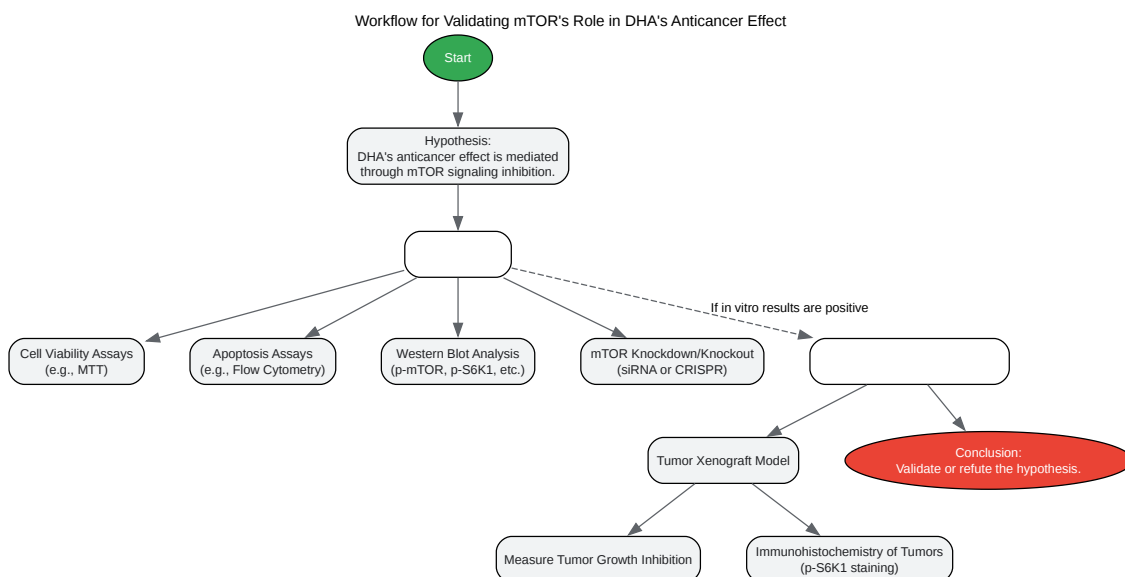 Workflow for Validating mTOR's Role in DHA's Anticancer Effect
Start
Hypothesis:
DHA's anticancer effect is mediated
through mTOR signaling inhibition.
If in vitro results are positive
Cell Viability Assays
(e.g., MTT)
Apoptosis Assays
(e.g., Flow Cytometry)
Western Blot Analysis
(p-mTOR, p-S6K1, etc.)
mTOR Knockdown/Knockout
(siRNA or CRISPR)
Tumor Xenograft Model
Conclusion:
Validate or refute the hypothesis.
Measure Tumor Growth Inhibition
Immunohistochemistry of Tumors
(p-S6K1 staining)